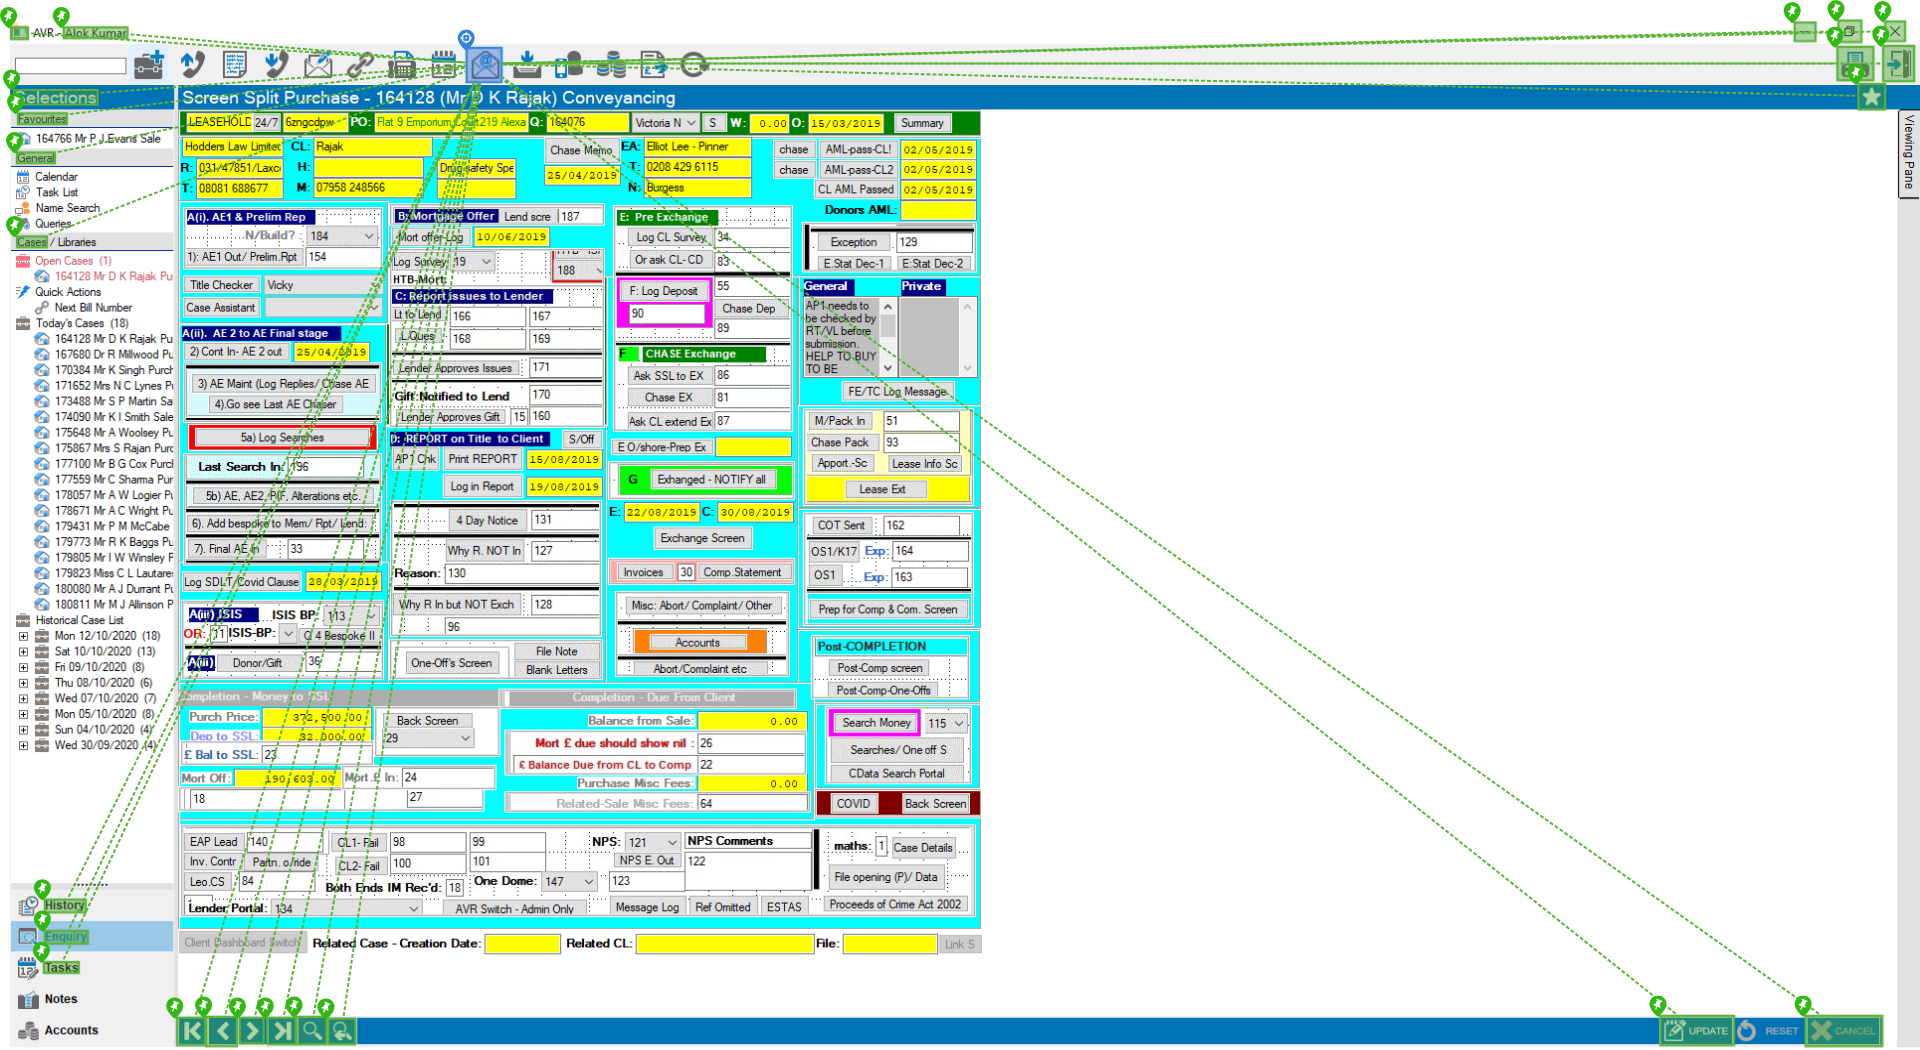 AVR - Alok Kumar
Selections
Screen Split Purchase - 164128 (Mr D K Rajak) Conveyancing
Favourites
164766 Mr P J Evans Sale
General
Calendar
Task List
Name Search
Queries
Cases / Libraries
Open Cases (1)
164128 Mr D K Rajak Pu
Quick Actions
Next Bill Number
Today's Cases (18)
164128 Mr D K Rajak Pu
167680 Dr R Millwood Pu
170384 Mr K Singh Purch
171652 Mrs N C Lynes P
173488 Mr S P Martin Sa
174090 Mr K I Smith Sale
175648 Mr A Woolsey Pu
175867 Mrs S Rajan Purc
177100 Mr B G Cox Purcl
177559 Mr C Sharma Pur
178057 Mr A W Logier Pu
178671 Mr A C Wright Pu
179431 Mr P M McCabe
179773 Mr R K Baggs Pu
179805 Mr I W Winsley P
179823 Miss C L Lautares
180080 Mr A J Durrant Pu
180811 Mr M J Allinson P
Historical Case List
Mon 12/10/2020 (18)
Sat 10/10/2020 (13)
Fri 09/10/2020 (8)
Thu 08/10/2020 (6)
Wed 07/10/2020 (7)
Mon 05/10/2020 (8)
Sun 04/10/2020 (4)
Wed 30/09/2020 (4)
History
Enquiry
Tasks
Notes
Accounts
LEASEHOLD 24/7 6zngcdpw PO: Flat 9 Emporium Court 219 Alexa Q: 164076 Victoria N S W: 0.00 O: 15/03/2019 Summary
Hodders Law Limited CL: Rajak Chase Memo EA: Elliot Lee - Pinner chase AML-pass-CL! 02/05/2019
R: 031/47851/Laxc H: Drug safety Spe 25/04/2019 T: 0208 429 6115 chase AML-pass-CL2 02/05/2019
T: 08081 688677 M: 07958 248566 N: Burgess CL AML Passed 02/05/2019
Donors AML:
A(i). AE1 & Prelim Rep
N/Build? : 184
1): AE1 Out/ Prelim.Rpt 154
Title Checker Vicky
Case Assistant
A(ii). AE 2 to AE Final stage
2) Cont In- AE 2 out 25/04/2019
3) AE Maint (Log Replies/ Chase AE
4).Go see Last AE Chaser
5a) Log Searches
Last Search In: 196
5b) AE, AE2, P/F, Alterations etc.
6). Add bespoke to Mem/ Rpt/ Lend:
7). Final AE In 33
Log SDLT/Covid Clause 28/03/2019
A(iii) ISIS ISIS BP: 113
OR: 11 ISIS-BP: Q 4 Bespoke II
A(iii) Donor/Gift 36
B: Mortgage Offer Lend scre 187
Mort offer-Log 10/06/2019
Log Survey 19 188
HTB-Mort:
C: Report issues to Lender
Lt to Lend 166 167
L.Ques 168 169
Lender Approves Issues 171
Gift: Notified to Lend 170
Lender Approves Gift 15 160
D: REPORT on Title to Client S/Off
AP1 Chk Print REPORT 15/08/2019
Log in Report 19/08/2019
4 Day Notice 131
Why R. NOT In 127
Reason: 130
Why R In but NOT Exch 128
96
One-Off's Screen File Note
Blank Letters
E: Pre Exchange
Log CL Survey 34
Or ask CL- CD 83
F: Log Deposit 55
90 Chase Dep
89
F CHASE Exchange
Ask SSL to EX 86
Chase EX 81
Ask CL extend Ex 87
E O/shore-Prep Ex
G Exhanged - NOTIFY all
E: 22/08/2019 C: 30/08/2019
Exchange Screen
Invoices 30 Comp.Statement
Misc: Abort/ Complaint/ Other
Accounts
Abort/Complaint etc
Exception 129
E.Stat Dec-1 E:Stat Dec-2
General Private
AP1 needs to
be checked by
RT/VL before
submission.
HELP TO BUY
TO BE
FE/TC Log Message
M/Pack In 51
Chase Pack 93
Apport.-Sc Lease Info Sc
Lease Ext
COT Sent 162
OS1/K17 Exp: 164
OS1 Exp: 163
Prep for Comp & Com. Screen
Post-COMPLETION
Post-Comp screen
Post-Comp-One-Offs
Search Money 115
Searches/ One off S
CData Search Portal
COVID Back Screen
Completion - Money to SSL Completion - Due From Client
Purch Price: 372,500.00 Back Screen Balance from Sale: 0.00
Dep to SSL: 32,000.00 29 Mort £ due should show nil : 26
£ Bal to SSL: 23 £ Balance Due from CL to Comp 22
Mort Off: 190,603.00 Mort £ In: 24 Purchase Misc Fees: 0.00
18 27 Related-Sale Misc Fees: 64
EAP Lead 140 CL1- Fail 98 99 NPS: 121 NPS Comments maths: 1 Case Details
Inv. Contr Partn. o/ride CL2- Fail 100 101 NPS E. Out 122
Leo.CS 84 Both Ends IM Rec'd: 18 One Dome: 147 123 File opening (P)/ Data
Lender Portal: 134 AVR Switch - Admin Only Message Log Ref Omitted ESTAS Proceeds of Crime Act 2002
Client Dashboard Switch Related Case - Creation Date: Related CL: File: Link S
Viewing Pane
UPDATE RESET CANCEL